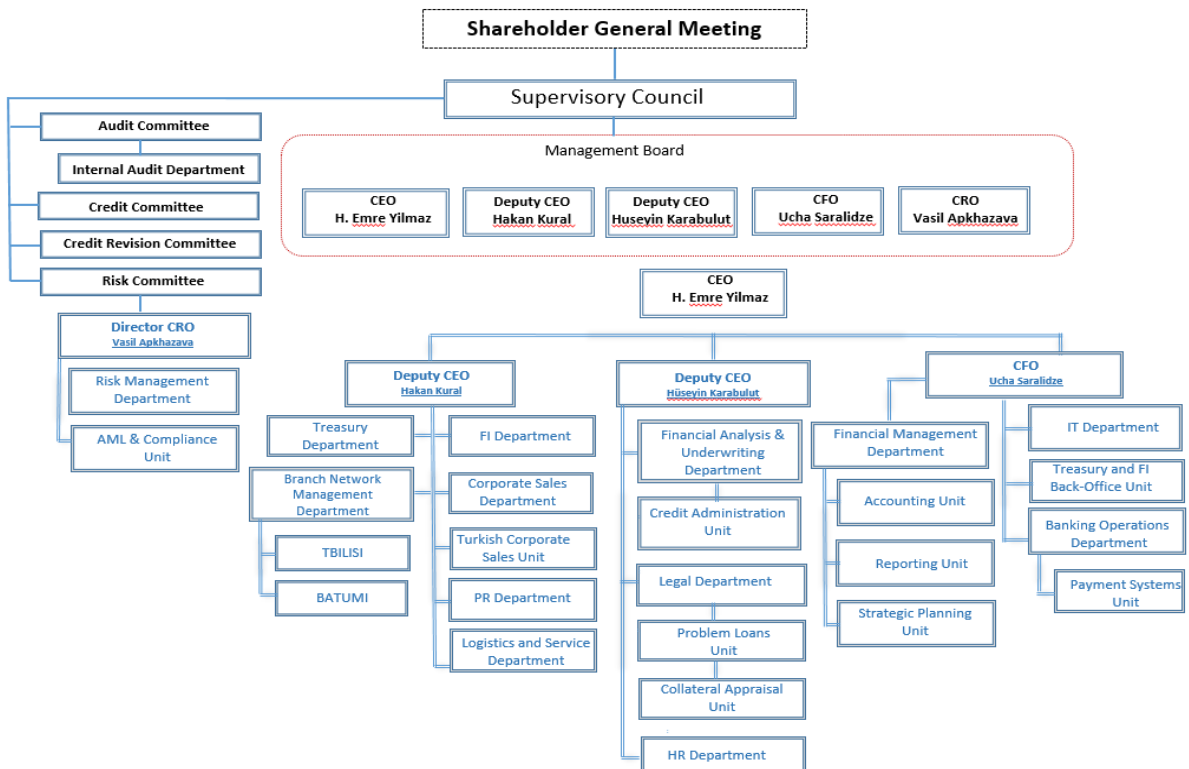 Shareholder General Meeting
Supervisory Council
Audit Committee
Internal Audit Department
Credit Committee
Credit Revision Committee
Risk Committee
Management Board
CEO
H. Emre Yilmaz
Deputy CEO
Hakan Kural
Deputy CEO
Huseyin Karabulut
CFO
Ucha Saralidze
CRO
Vasil Apkhazava
CEO
H. Emre Yilmaz
Director CRO
Vasil Apkhazava
Risk Management
Department
AML & Compliance
Unit
Deputy CEO
Hakan Kural
Treasury
Department
Branch Network
Management
Department
TBILISI
BATUMI
FI Department
Corporate Sales
Department
Turkish Corporate
Sales Unit
PR Department
Logistics and Service
Department
Deputy CEO
Hüseyin Karabulut
Financial Analysis &
Underwriting
Department
Credit Administration
Unit
Legal Department
Problem Loans
Unit
Collateral Appraisal
Unit
HR Department
CFO
Ucha Saralidze
Financial Management
Department
Accounting Unit
Reporting Unit
Strategic Planning
Unit
IT Department
Treasury and FI
Back-Office Unit
Banking Operations
Department
Payment Systems
Unit